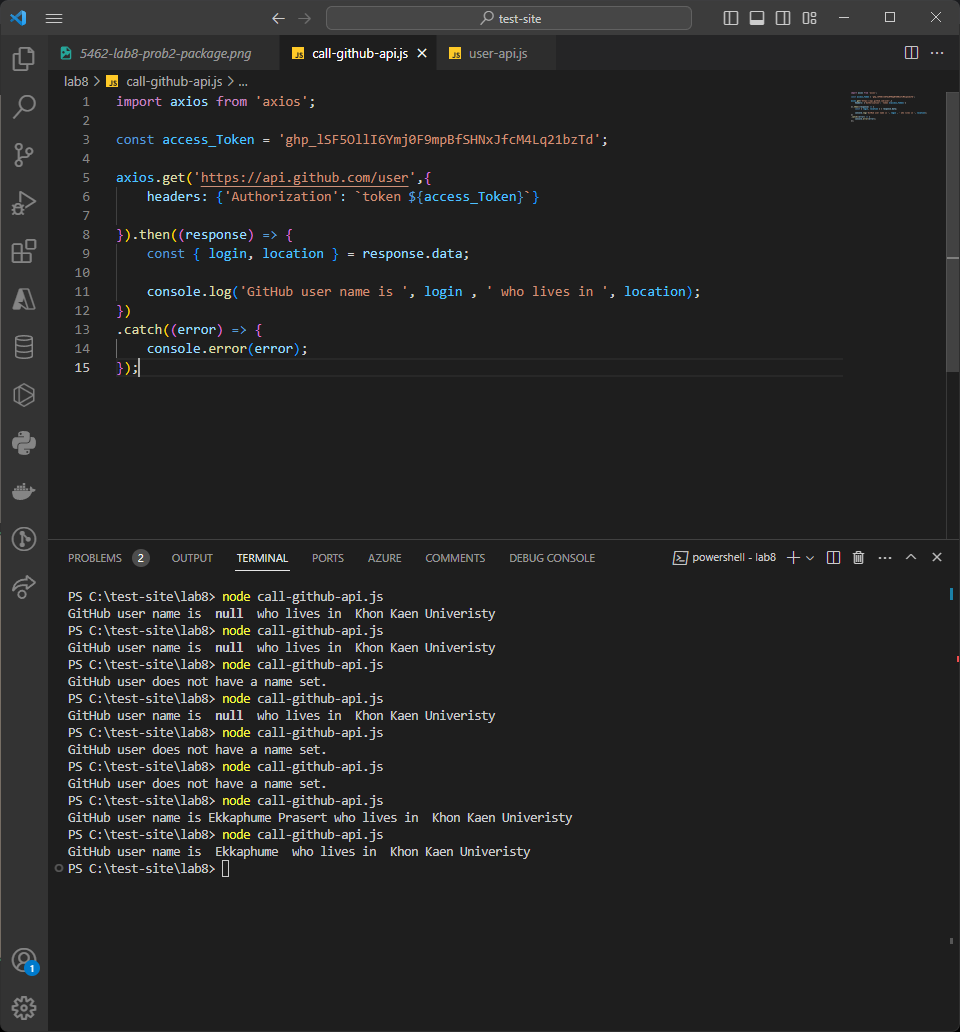 test-site
5462-lab8-prob2-package.png
JS call-github-api.js
JS user-api.js
lab8 > JS call-github-api.js > ...
1 import axios from 'axios';
2
3 const access_Token = '';
4
5 axios.get('https://api.github.com/user',{
6 headers: {'Authorization': `token ${access_Token}`}
7
8 }).then((response) => {
9 const { login, location } = response.data;
10
11 console.log('GitHub user name is ', login , ' who lives in ', location);
12 })
13 .catch((error) => {
14 console.error(error);
15 });
PROBLEMS 2 OUTPUT TERMINAL PORTS AZURE COMMENTS DEBUG CONSOLE powershell - lab8
PS C:\test-site\lab8> node call-github-api.js
GitHub user name is  null  who lives in  Khon Kaen Univeristy
PS C:\test-site\lab8> node call-github-api.js
GitHub user name is  null  who lives in  Khon Kaen Univeristy
PS C:\test-site\lab8> node call-github-api.js
GitHub user does not have a name set.
PS C:\test-site\lab8> node call-github-api.js
GitHub user name is  null  who lives in  Khon Kaen Univeristy
PS C:\test-site\lab8> node call-github-api.js
GitHub user does not have a name set.
PS C:\test-site\lab8> node call-github-api.js
GitHub user does not have a name set.
PS C:\test-site\lab8> node call-github-api.js
GitHub user name is Ekkaphume Prasert who lives in  Khon Kaen Univeristy
PS C:\test-site\lab8> node call-github-api.js
GitHub user name is  Ekkaphume  who lives in  Khon Kaen Univeristy
PS C:\test-site\lab8>
1